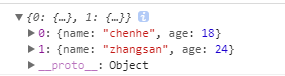 ▼ {0: {…}, 1: {…}} i
▶ 0: {name: "chenhe", age: 18}
▶ 1: {name: "zhangsan", age: 24}
▶ __proto__: Object